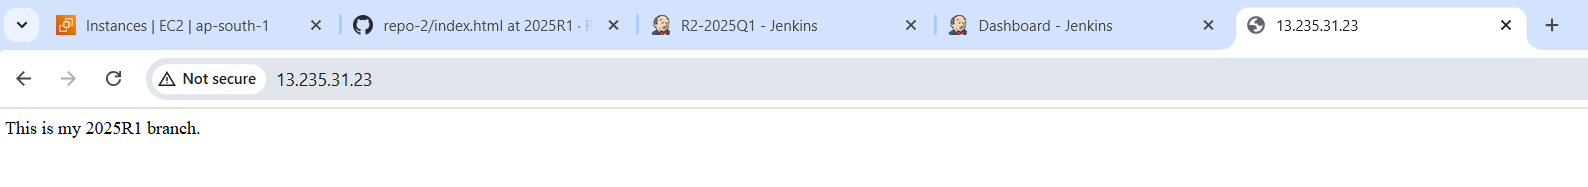 Instances | EC2 | ap-south-1
repo-2/index.html at 2025R1 · R
R2-2025Q1 - Jenkins
Dashboard - Jenkins
13.235.31.23
Not secure
13.235.31.23
This is my 2025R1 branch.